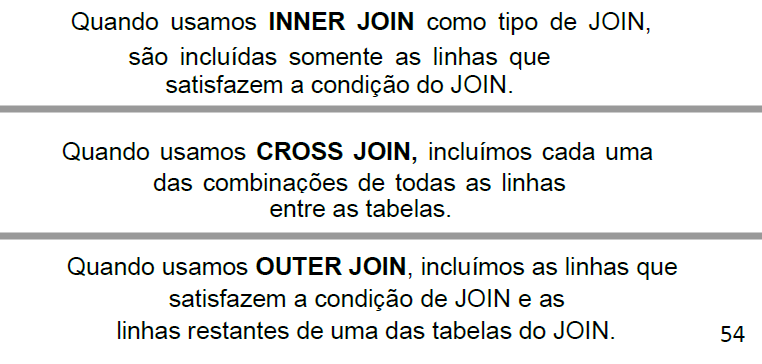 Quando usamos INNER JOIN como tipo de JOIN,
são incluídas somente as linhas que
satisfazem a condição do JOIN.
Quando usamos CROSS JOIN, incluímos cada uma
das combinações de todas as linhas
entre as tabelas.
Quando usamos OUTER JOIN, incluímos as linhas que
satisfazem a condição de JOIN e as
linhas restantes de uma das tabelas do JOIN.
54